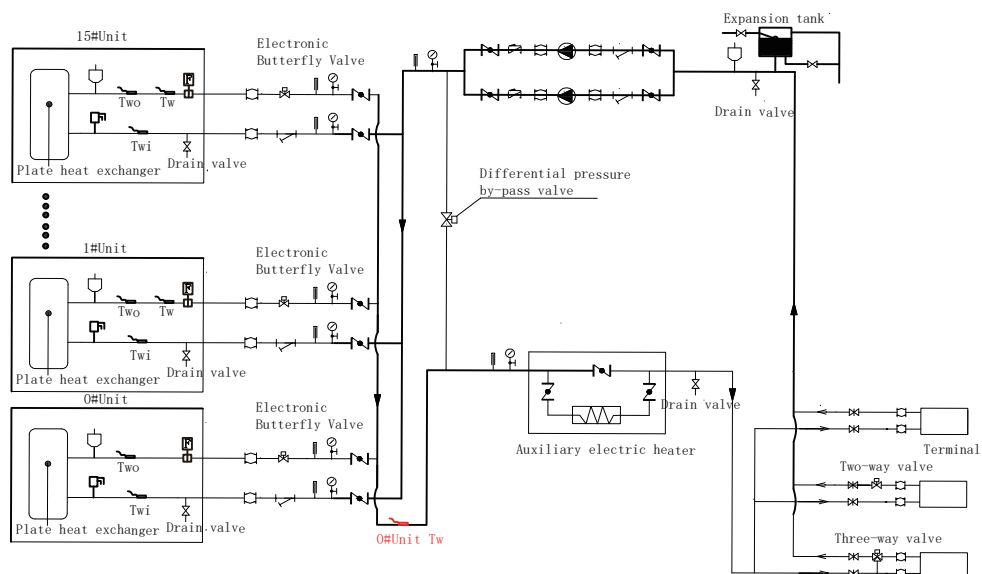 Expansion tank
15#Unit
Electronic
Butterfly Valve
Two
Tw
Drain valve
Twi
Drain valve
Plate heat exchanger
Differential pressure
by-pass valve
1#Unit
Electronic
Butterfly Valve
Two
Tw
Twi
Drain valve
Plate heat exchanger
0#Unit
Electronic
Butterfly Valve
Drain valve
Auxiliary electric heater
Terminal
Two
Two-way valve
Twi
Drain valve
Plate heat exchanger
0#Unit Tw
Three-way valve